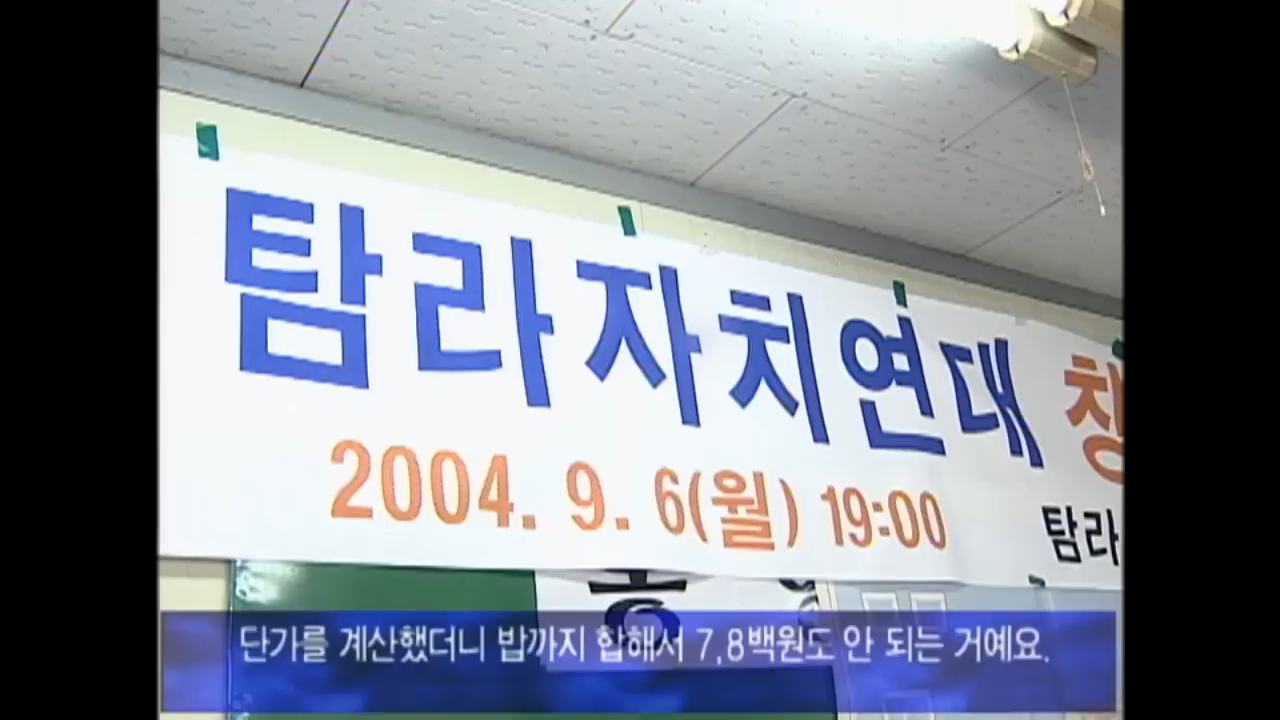 탐라자치연대 창
2004. 9. 6(월) 19:00
탐라
단가를 계산했더니 밥까지 합해서 7,8백원도 안 되는 거예요.